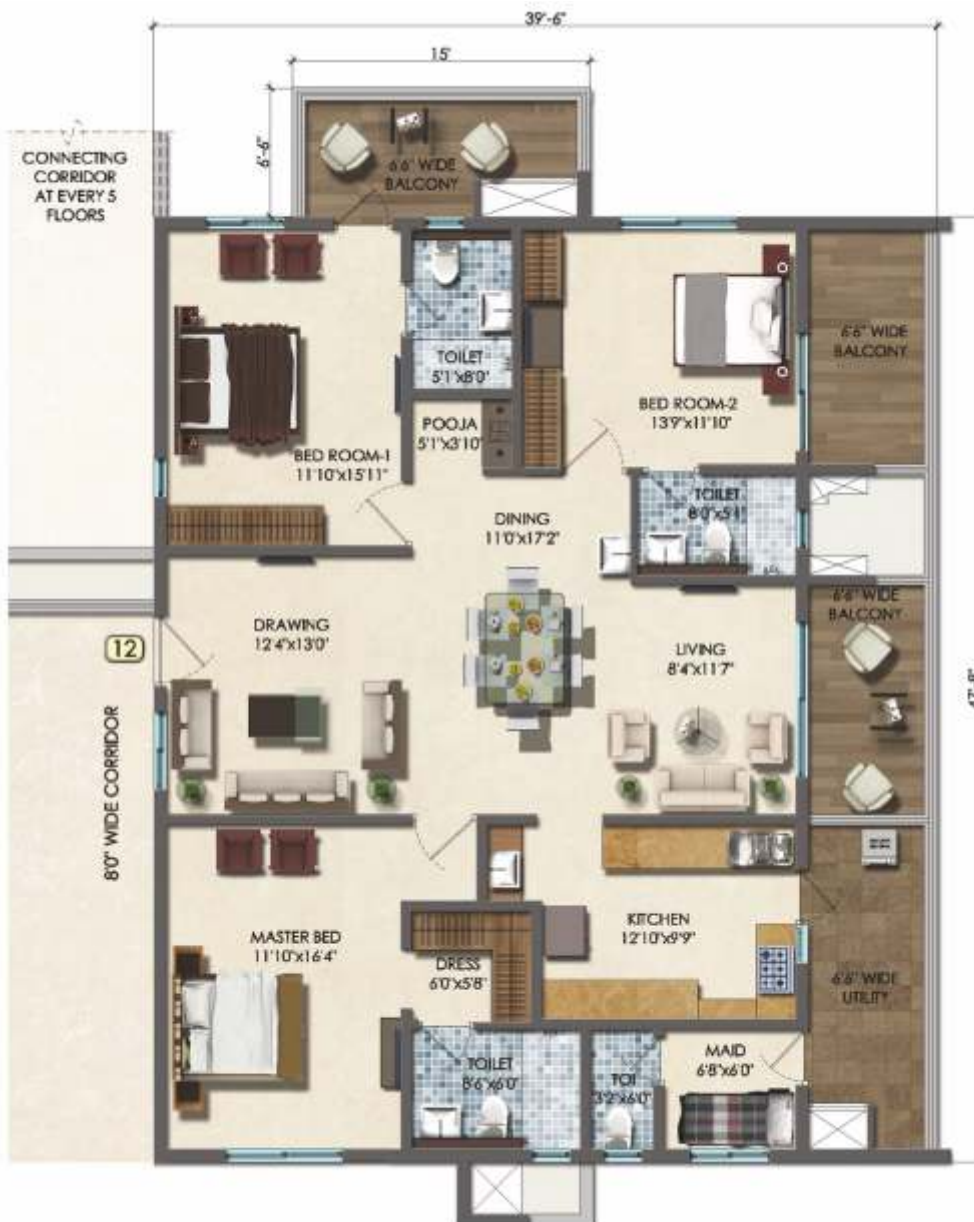 39'-6"
15'
6'-6"
CONNECTING
CORRIDOR
AT EVERY 5
FLOORS
6'6" WIDE
BALCONY
6'6" WIDE
BALCONY
TOILET
5'1"x8'0"
BED ROOM-2
13'9"x11'10"
POOJA
5'1"x3'10"
BED ROOM-1
11'10"x15'11"
TOILET
8'0"x5'1"
DINING
11'0"x17'2"
6'6" WIDE
BALCONY
DRAWING
12'4"x13'0"
12
LIVING
8'4"x11'7"
47'-8"
8'0" WIDE CORRIDOR
KITCHEN
12'10"x9'9"
MASTER BED
11'10"x16'4"
DRESS
6'0"x5'8"
6'6" WIDE
UTILITY
MAID
6'8"x6'0"
TOILET
8'6"x6'0"
TOI
3'2"x6'0"